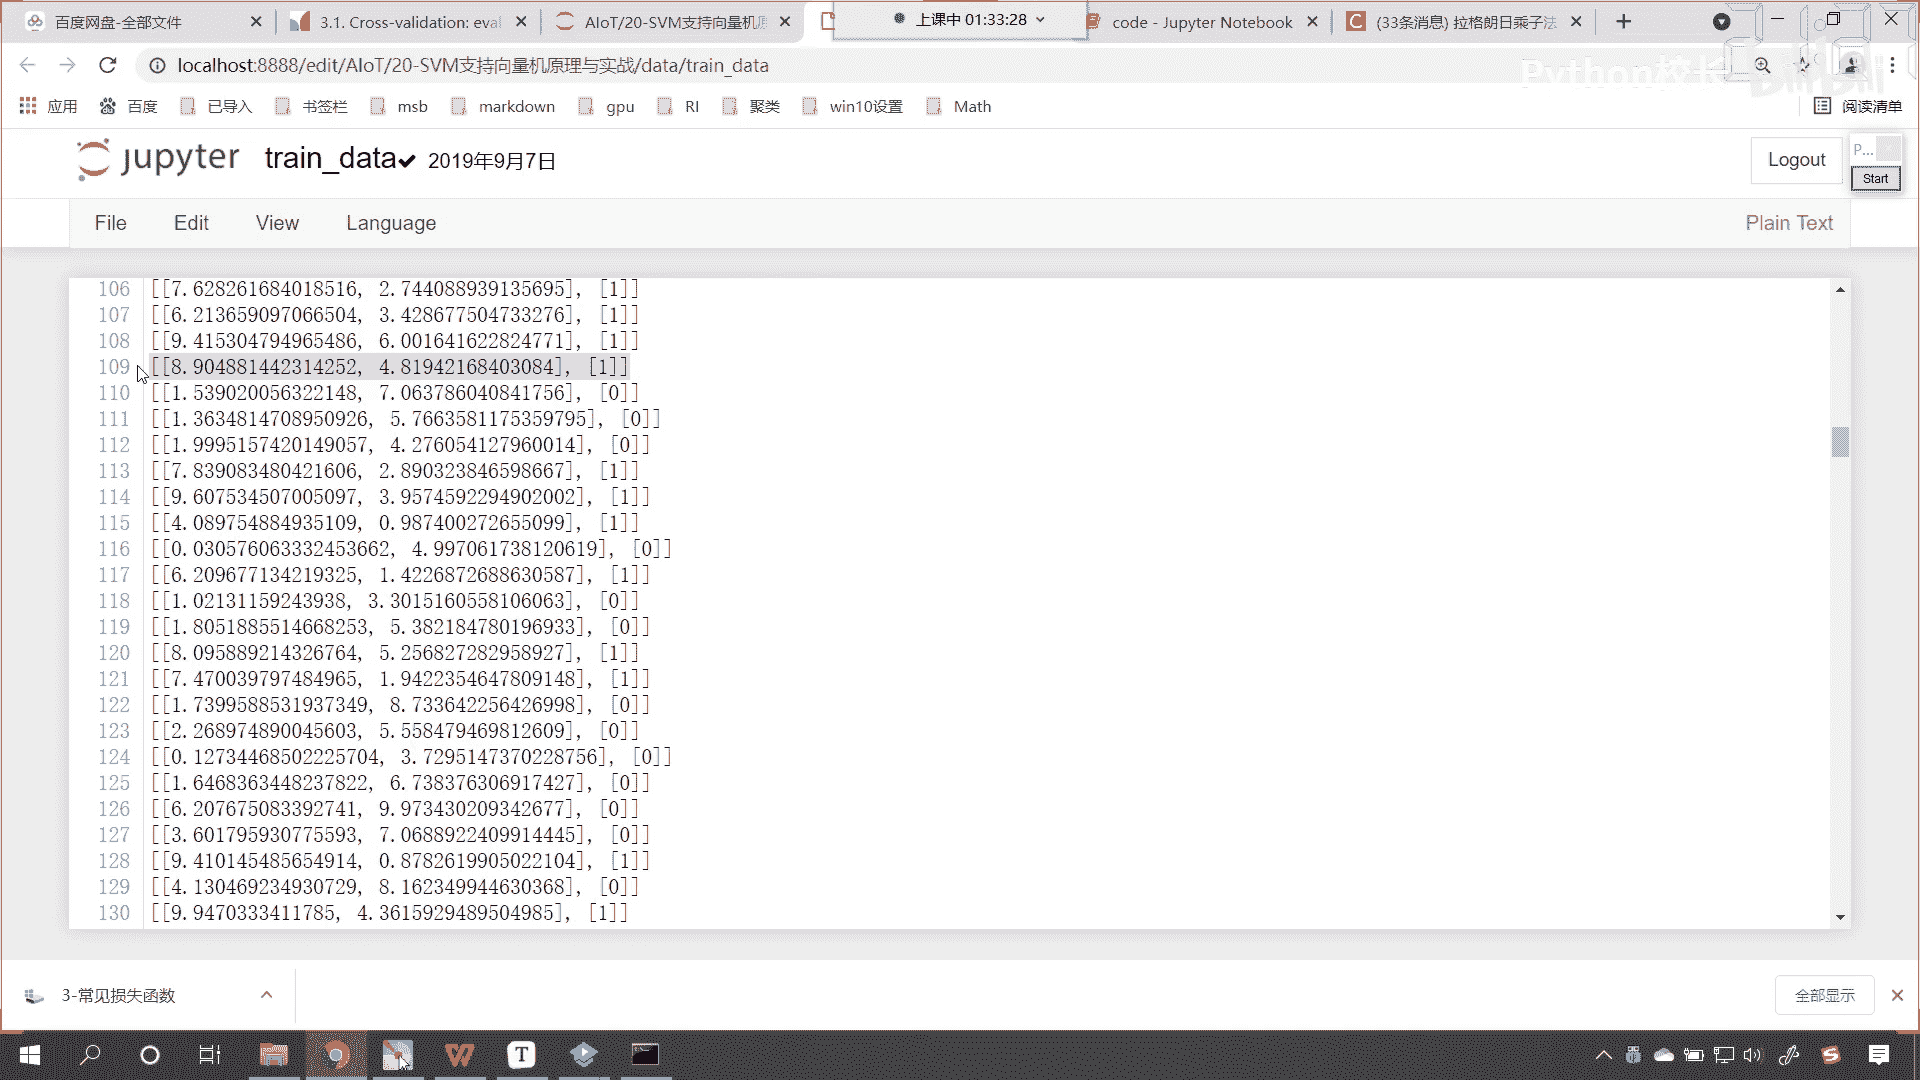 百度网盘-全部文件
3.1. Cross-validation: eval
AIoT/20-SVM支持向量机原
上课中 01:33:28
code - Jupyter Notebook
(33条消息) 拉格朗日乘子法
localhost:8888/edit/AIoT/20-SVM支持向量机原理与实战/data/train_data
Python校长
bilibili
应用
百度
已导入
书签栏
msb
markdown
gpu
RI
聚类
win10设置
Math
阅读清单
jupyter
train_data
2019年9月7日
Logout
P...
Start
File
Edit
View
Language
Plain Text
106 [[7.628261684018516, 2.744088939135695], [1]]
107 [[6.213659097066504, 3.428677504733276], [1]]
108 [[9.415304794965486, 6.001641622824771], [1]]
109 [[8.904881442314252, 4.81942168403084], [1]]
110 [[1.539020056322148, 7.063786040841756], [0]]
111 [[1.3634814708950926, 5.7663581175359795], [0]]
112 [[1.9995157420149057, 4.276054127960014], [0]]
113 [[7.839083480421606, 2.890323846598667], [1]]
114 [[9.607534507005097, 3.9574592294902002], [1]]
115 [[4.089754884935109, 0.987400272655099], [1]]
116 [[0.030576063332453662, 4.997061738120619], [0]]
117 [[6.209677134219325, 1.4226872688630587], [1]]
118 [[1.02131159243938, 3.3015160558106063], [0]]
119 [[1.8051885514668253, 5.382184780196933], [0]]
120 [[8.095889214326764, 5.256827282958927], [1]]
121 [[7.470039797484965, 1.9422354647809148], [1]]
122 [[1.7399588531937349, 8.733642256426998], [0]]
123 [[2.268974890045603, 5.558479469812609], [0]]
124 [[0.12734468502225704, 3.7295147370228756], [0]]
125 [[1.6468363448237822, 6.738376306917427], [0]]
126 [[6.207675083392741, 9.973430209342677], [0]]
127 [[3.601795930775593, 7.0688922409914445], [0]]
128 [[9.410145485654914, 0.8782619905022104], [1]]
129 [[4.130469234930729, 8.162349944630368], [0]]
130 [[9.9470333411785, 4.3615929489504985], [1]]
3-常见损失函数
全部显示